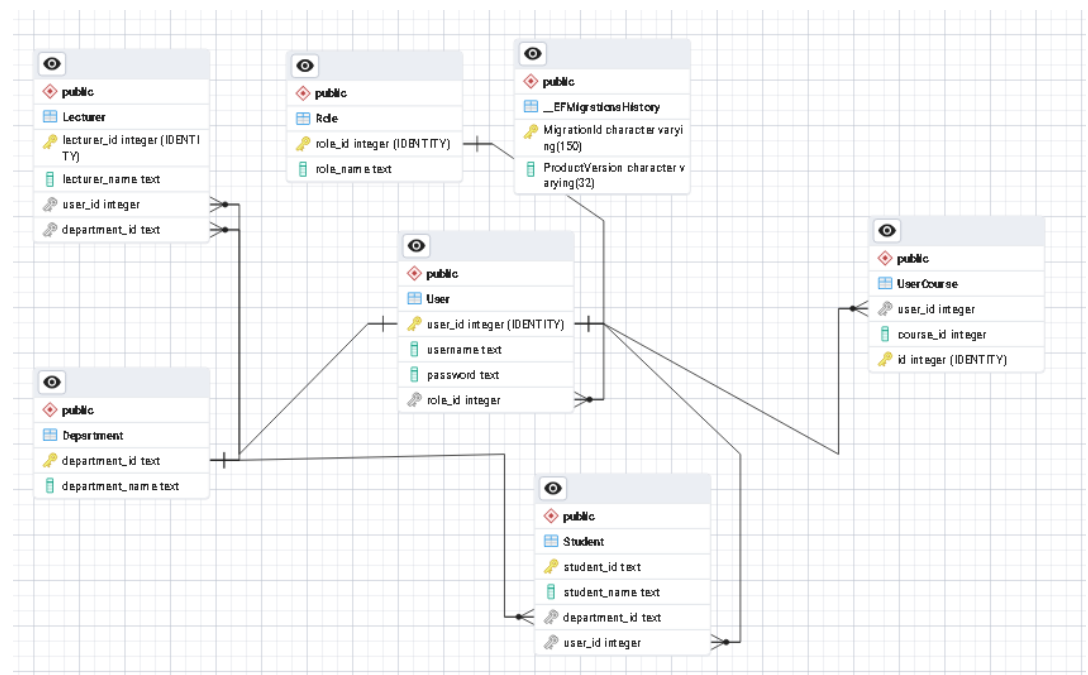 public
Lecturer
lecturer_id integer (IDENTI
TY)
lecturer_name text
user_id integer
department_id text
public
Role
role_id integer (IDENTITY)
role_name text
public
__EFMigrationsHistory
MigrationId character varyi
ng(150)
ProductVersion character v
arying(32)
public
User
user_id integer (IDENTITY)
username text
password text
role_id integer
public
UserCourse
user_id integer
course_id integer
id integer (IDENTITY)
public
Department
department_id text
department_name text
public
Student
student_id text
student_name text
department_id text
user_id integer